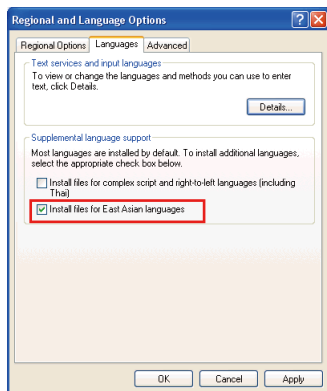 Regional and Language Options
Regional Options Languages Advanced
Text services and input languages
To view or change the languages and methods you can use to enter
text, click Details.
Details...
Supplemental language support
Most languages are installed by default. To install additional languages,
select the appropriate check box below.
Install files for complex script and right-to-left languages (including
Thai)
Install files for East Asian languages
OK Cancel Apply